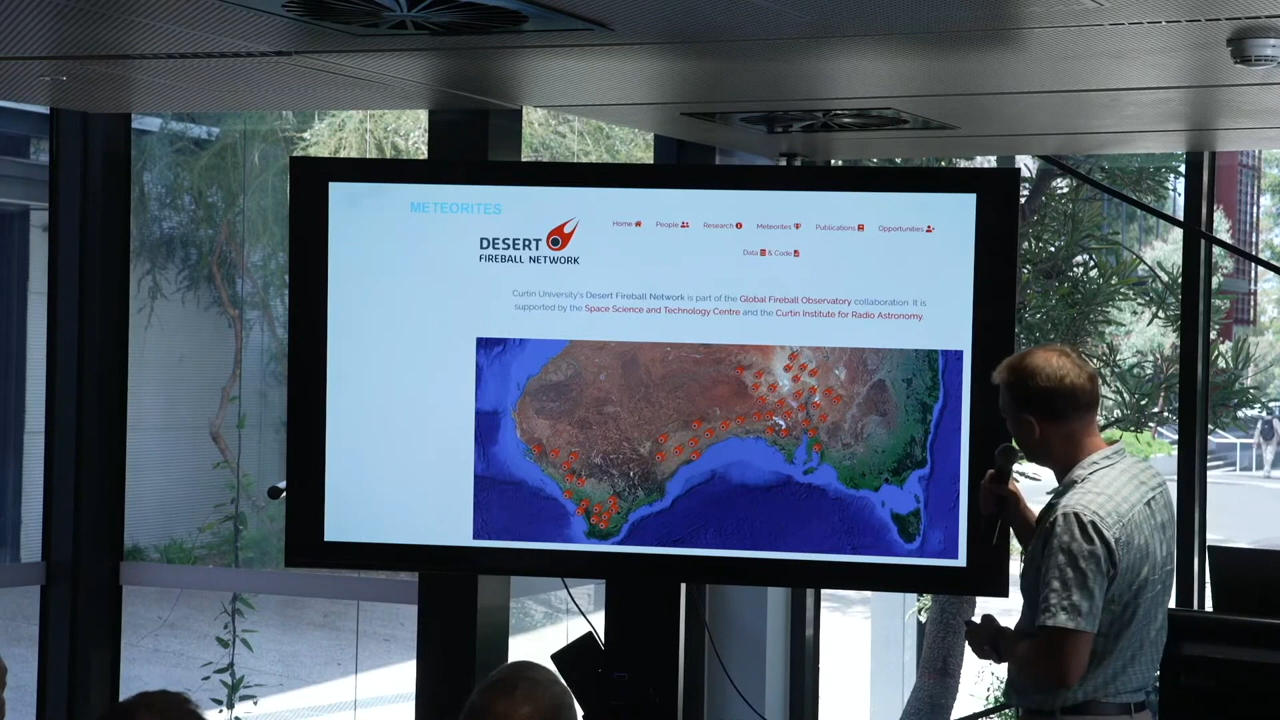 METEORITES
DESERT
FIREBALL NETWORK
Home People Research Meteorites Publications Opportunities
Data & Code
Curtin University's Desert Fireball Network is part of the Global Fireball Observatory collaboration. It is
supported by the Space Science and Technology Centre and the Curtin Institute for Radio Astronomy.